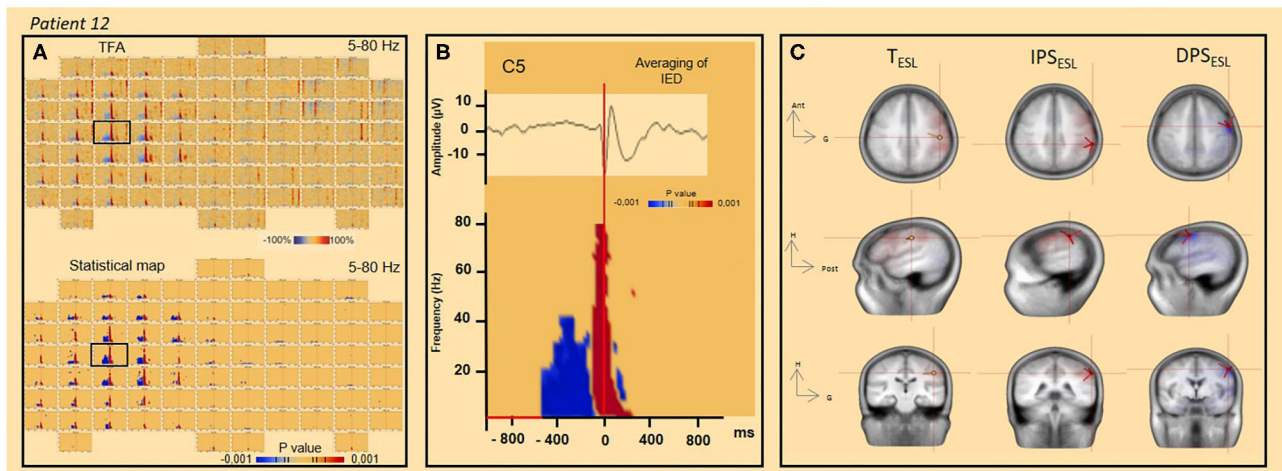 Patient 12
A
TFA
5-80 Hz
-100% 100%
Statistical map
5-80 Hz
P value
-0,001 0,001
B
C5
Averaging of
IED
Amplitude (µV)
10
0
-10
P value
-0,001 0,001
Frequency (Hz)
80
60
40
20
- 800 - 400 0 400 800 ms
C
TESL IPSESL DPSESL
Ant
G
H
Post
H
G